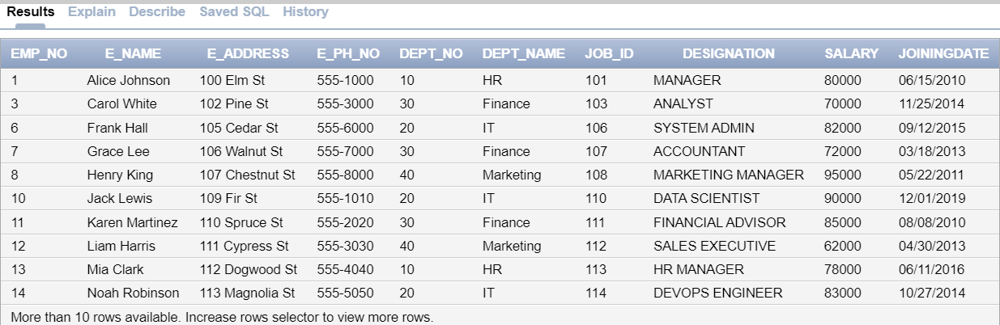 Results Explain Describe Saved SQL History
EMP_NO E_NAME E_ADDRESS E_PH_NO DEPT_NO DEPT_NAME JOB_ID DESIGNATION SALARY JOININGDATE
1 Alice Johnson 100 Elm St 555-1000 10 HR 101 MANAGER 80000 06/15/2010
3 Carol White 102 Pine St 555-3000 30 Finance 103 ANALYST 70000 11/25/2014
6 Frank Hall 105 Cedar St 555-6000 20 IT 106 SYSTEM ADMIN 82000 09/12/2015
7 Grace Lee 106 Walnut St 555-7000 30 Finance 107 ACCOUNTANT 72000 03/18/2013
8 Henry King 107 Chestnut St 555-8000 40 Marketing 108 MARKETING MANAGER 95000 05/22/2011
10 Jack Lewis 109 Fir St 555-1010 20 IT 110 DATA SCIENTIST 90000 12/01/2019
11 Karen Martinez 110 Spruce St 555-2020 30 Finance 111 FINANCIAL ADVISOR 85000 08/08/2010
12 Liam Harris 111 Cypress St 555-3030 40 Marketing 112 SALES EXECUTIVE 62000 04/30/2013
13 Mia Clark 112 Dogwood St 555-4040 10 HR 113 HR MANAGER 78000 06/11/2016
14 Noah Robinson 113 Magnolia St 555-5050 20 IT 114 DEVOPS ENGINEER 83000 10/27/2014
More than 10 rows available. Increase rows selector to view more rows.